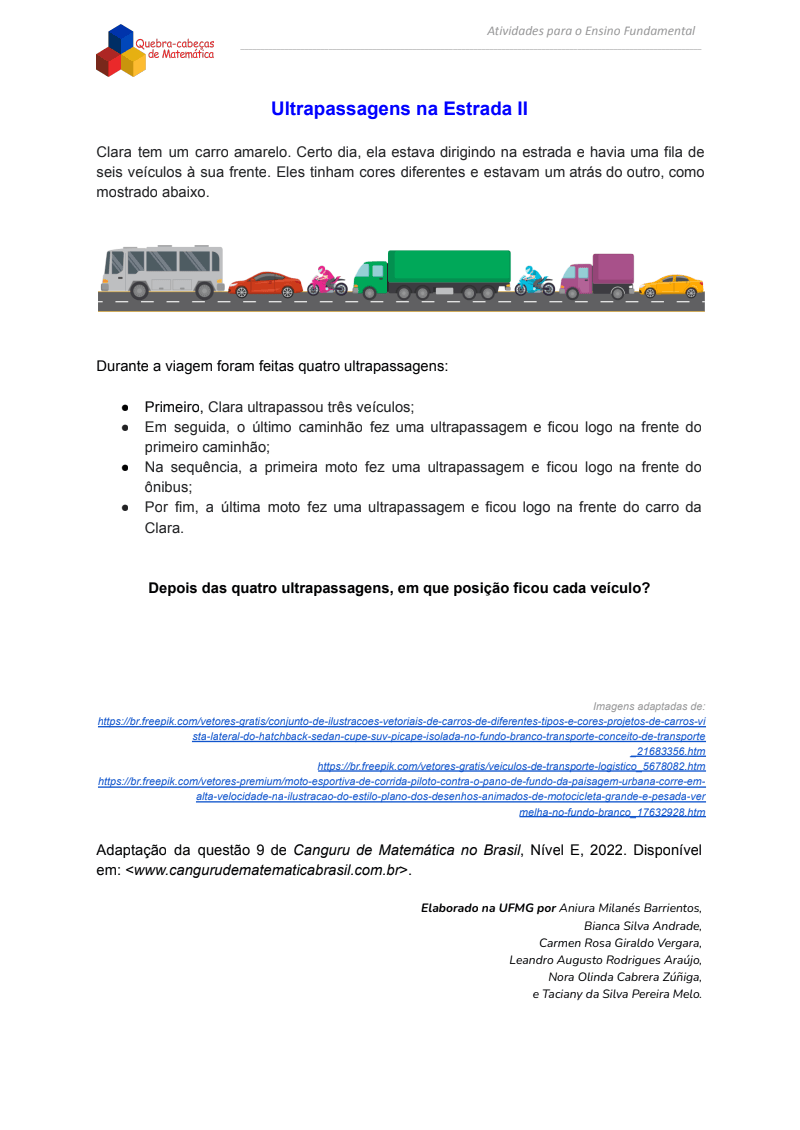 Quebra-cabeças
de Matemática
Atividades para o Ensino Fundamental
Ultrapassagens na Estrada II
Clara tem um carro amarelo. Certo dia, ela estava dirigindo na estrada e havia uma fila de
seis veículos à sua frente. Eles tinham cores diferentes e estavam um atrás do outro, como
mostrado abaixo.
Durante a viagem foram feitas quatro ultrapassagens:
● Primeiro, Clara ultrapassou três veículos;
● Em seguida, o último caminhão fez uma ultrapassagem e ficou logo na frente do
primeiro caminhão;
● Na sequência, a primeira moto fez uma ultrapassagem e ficou logo na frente do
ônibus;
● Por fim, a última moto fez uma ultrapassagem e ficou logo na frente do carro da
Clara.
Depois das quatro ultrapassagens, em que posição ficou cada veículo?
Imagens adaptadas de:
https://br.freepik.com/vetores-gratis/conjunto-de-ilustracoes-vetoriais-de-carros-de-diferentes-tipos-e-cores-projetos-de-carros-vi
sta-lateral-do-hatchback-sedan-cupe-suv-picape-isolada-no-fundo-branco-transporte-conceito-de-transporte
_21683356.htm
https://br.freepik.com/vetores-gratis/veiculos-de-transporte-logistico_5678082.htm
https://br.freepik.com/vetores-premium/moto-esportiva-de-corrida-piloto-contra-o-pano-de-fundo-da-paisagem-urbana-corre-em-
alta-velocidade-na-ilustracao-do-estilo-plano-dos-desenhos-animados-de-motocicleta-grande-e-pesada-ver
melha-no-fundo-branco_17632928.htm
Adaptação da questão 9 de Canguru de Matemática no Brasil, Nível E, 2022. Disponível
em: <www.cangurudematematicabrasil.com.br>.
Elaborado na UFMG por Aniura Milanés Barrientos,
Bianca Silva Andrade,
Carmen Rosa Giraldo Vergara,
Leandro Augusto Rodrigues Araújo,
Nora Olinda Cabrera Zúñiga,
e Taciany da Silva Pereira Melo.